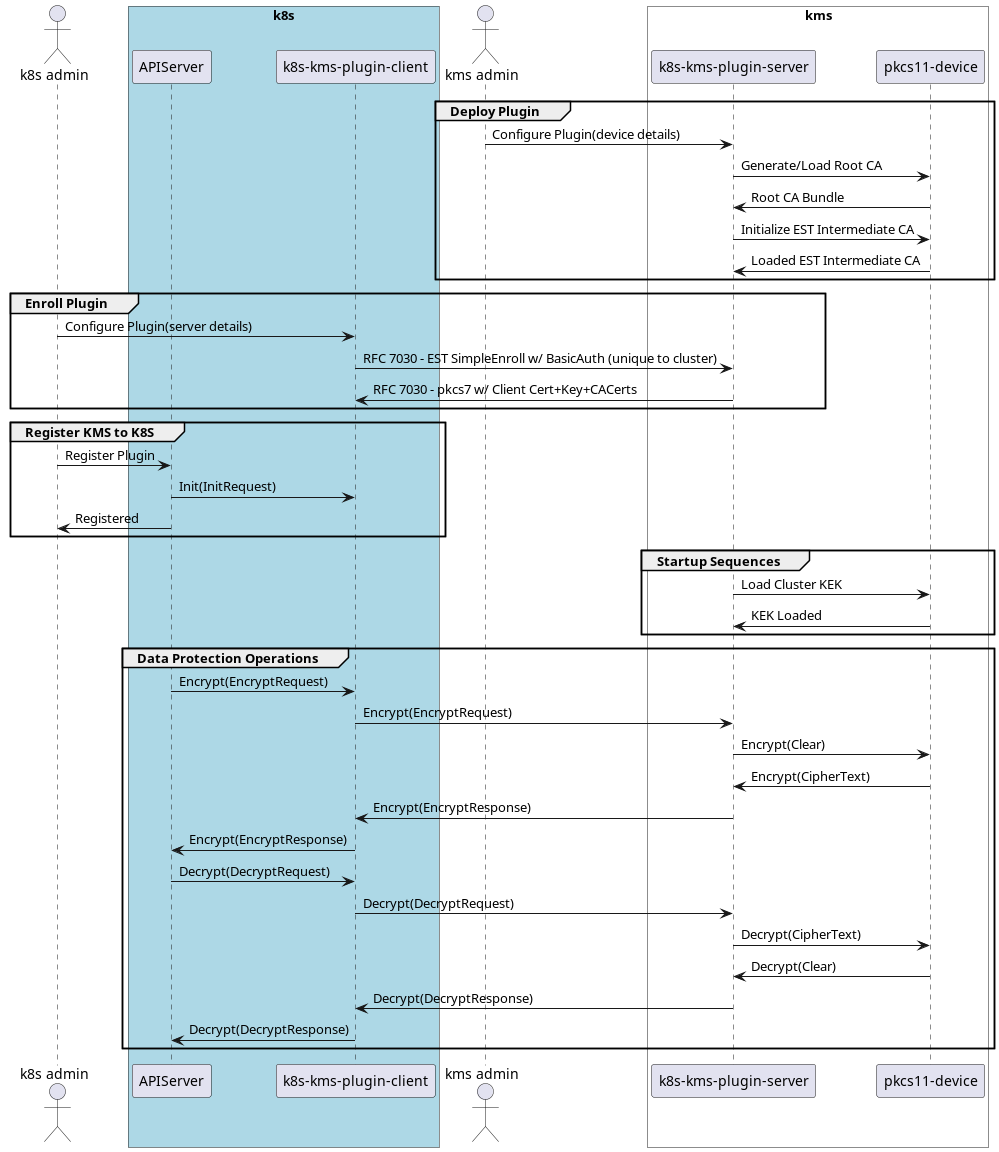 k8s
kms
k8s admin
APIServer
k8s-kms-plugin-client
kms admin
k8s-kms-plugin-server
pkcs11-device
Deploy Plugin
Configure Plugin(device details)
Generate/Load Root CA
Root CA Bundle
Initialize EST Intermediate CA
Loaded EST Intermediate CA
Enroll Plugin
Configure Plugin(server details)
RFC 7030 - EST SimpleEnroll w/ BasicAuth (unique to cluster)
RFC 7030 - pkcs7 w/ Client Cert+Key+CACerts
Register KMS to K8S
Register Plugin
Init(InitRequest)
Registered
Startup Sequences
Load Cluster KEK
KEK Loaded
Data Protection Operations
Encrypt(EncryptRequest)
Encrypt(EncryptRequest)
Encrypt(Clear)
Encrypt(CipherText)
Encrypt(EncryptResponse)
Encrypt(EncryptResponse)
Decrypt(DecryptRequest)
Decrypt(DecryptRequest)
Decrypt(CipherText)
Decrypt(Clear)
Decrypt(DecryptResponse)
Decrypt(DecryptResponse)
k8s admin
APIServer
k8s-kms-plugin-client
kms admin
k8s-kms-plugin-server
pkcs11-device